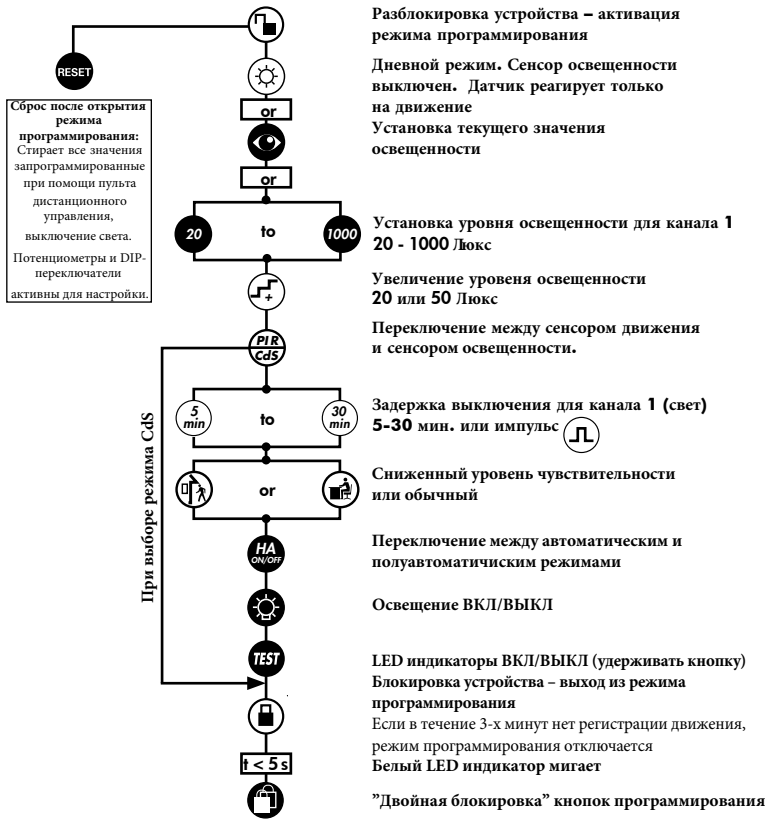 Разблокировка устройства – активация
режима программирования
RESET
Дневной режим. Сенсор освещенности
выключен. Датчик реагирует только
на движение
Сброс после открытия
режима
программирования:
Стирает все значения
запрограммированные
при помощи пульта
дистанционного
управления,
выключение света.
Потенциометры и DIP-
переключатели
активны для настройки.
or
Установка текущего значения
освещенности
or
20
to
1000
Установка уровня освещенности для канала 1
20 - 1000 Люкс
+
Увеличение уровеня освещенности
20 или 50 Люкс
PIR
CdS
Переключение между сенсором движения
и сенсором освещенности.
При выборе режима CdS
5
min
to
30
min
Задержка выключения для канала 1 (свет)
5-30 мин. или импульс
or
Сниженный уровень чувствительности
или обычный
HA
ON/OFF
Переключение между автоматическим и
полуавтоматичиским режимами
Освещение ВКЛ/ВЫКЛ
TEST
LED индикаторы ВКЛ/ВЫКЛ (удерживать кнопку)
Блокировка устройства – выход из режима
программирования
Если в течение 3-х минут нет регистрации движения,
режим программирования отключается
t < 5 s
Белый LED индикатор мигает
"Двойная блокировка" кнопок программирования